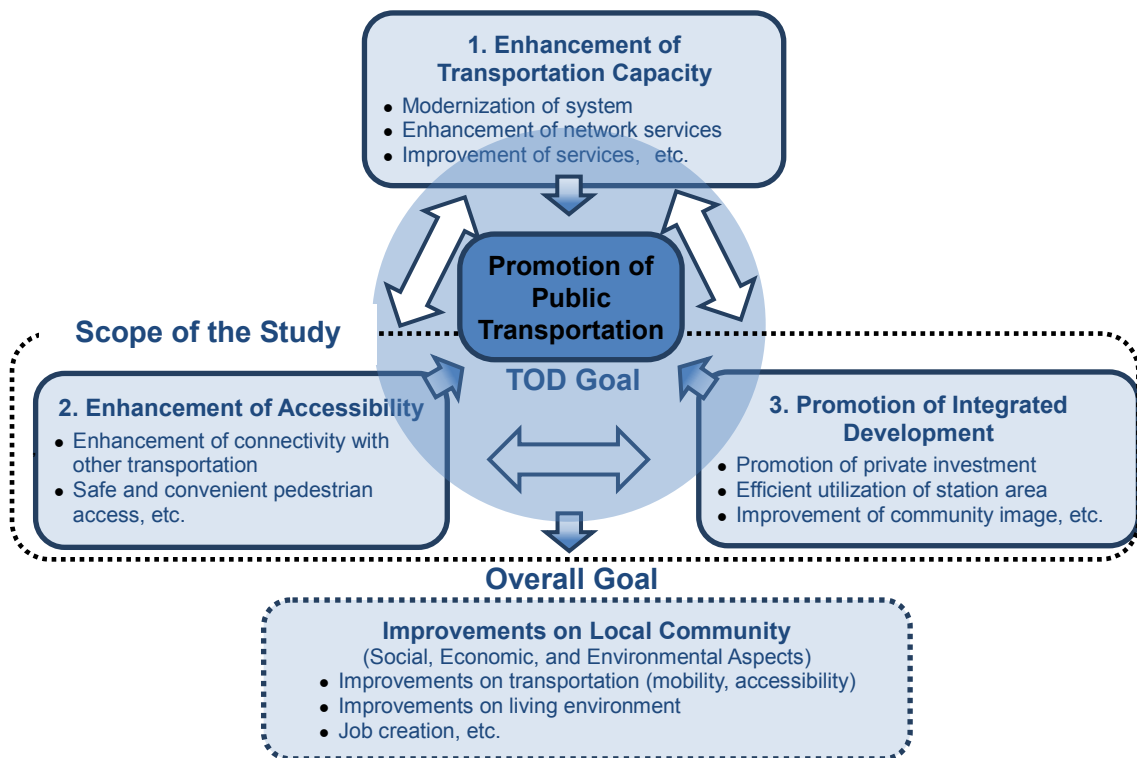 1. Enhancement of
Transportation Capacity
● Modernization of system
● Enhancement of network services
● Improvement of services, etc.
Promotion of
Public
Transportation
TOD Goal
Scope of the Study
2. Enhancement of Accessibility
● Enhancement of connectivity with
other transportation
● Safe and convenient pedestrian
access, etc.
3. Promotion of Integrated
Development
● Promotion of private investment
● Efficient utilization of station area
● Improvement of community image, etc.
Overall Goal
Improvements on Local Community
(Social, Economic, and Environmental Aspects)
● Improvements on transportation (mobility, accessibility)
● Improvements on living environment
● Job creation, etc.